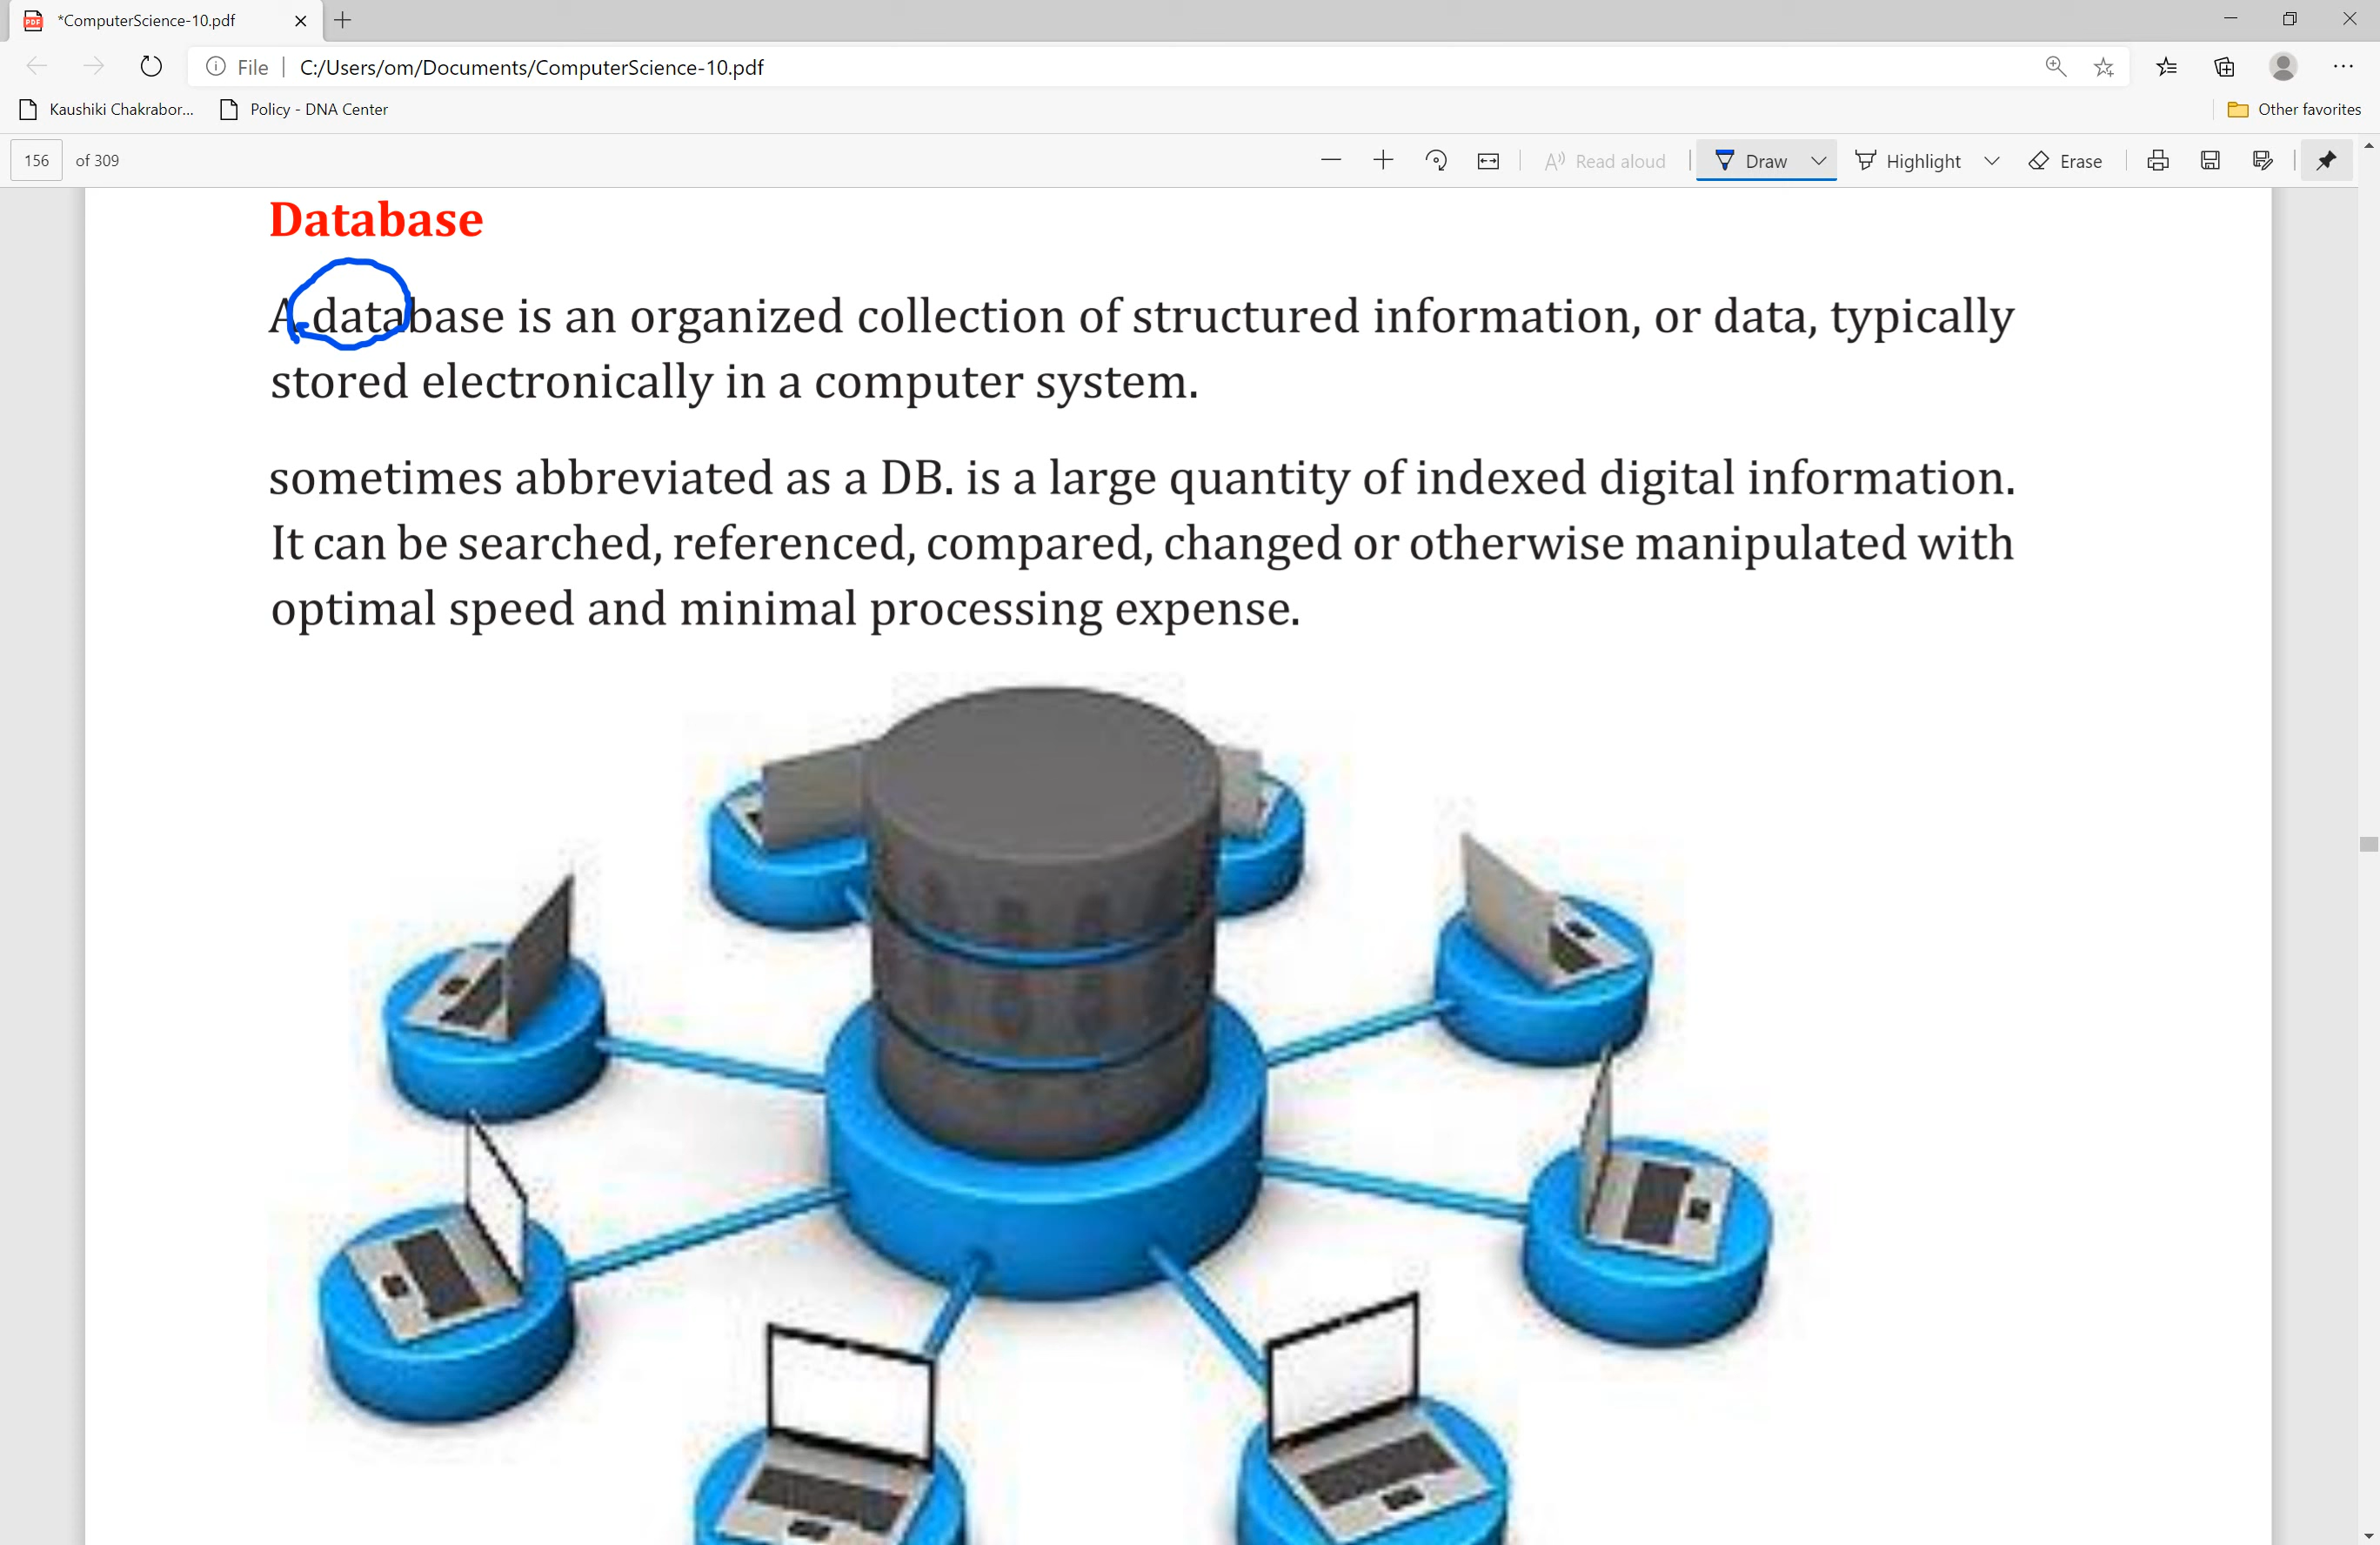 *ComputerScience-10.pdf
File C:/Users/om/Documents/ComputerScience-10.pdf
Kaushiki Chakrabor... Policy - DNA Center Other favorites
156 of 309 Read aloud Draw Highlight Erase
Database
A database is an organized collection of structured information, or data, typically
stored electronically in a computer system.
sometimes abbreviated as a DB. is a large quantity of indexed digital information.
It can be searched, referenced, compared, changed or otherwise manipulated with
optimal speed and minimal processing expense.